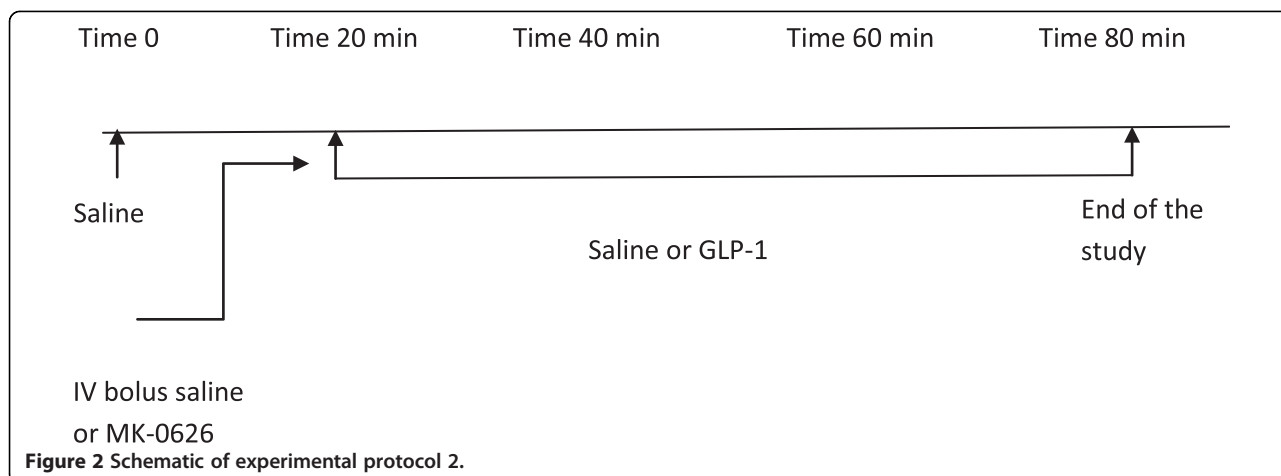 Time 0 Time 20 min Time 40 min Time 60 min Time 80 min
Saline
End of the
study
Saline or GLP-1
IV bolus saline
or MK-0626
Figure 2 Schematic of experimental protocol 2.